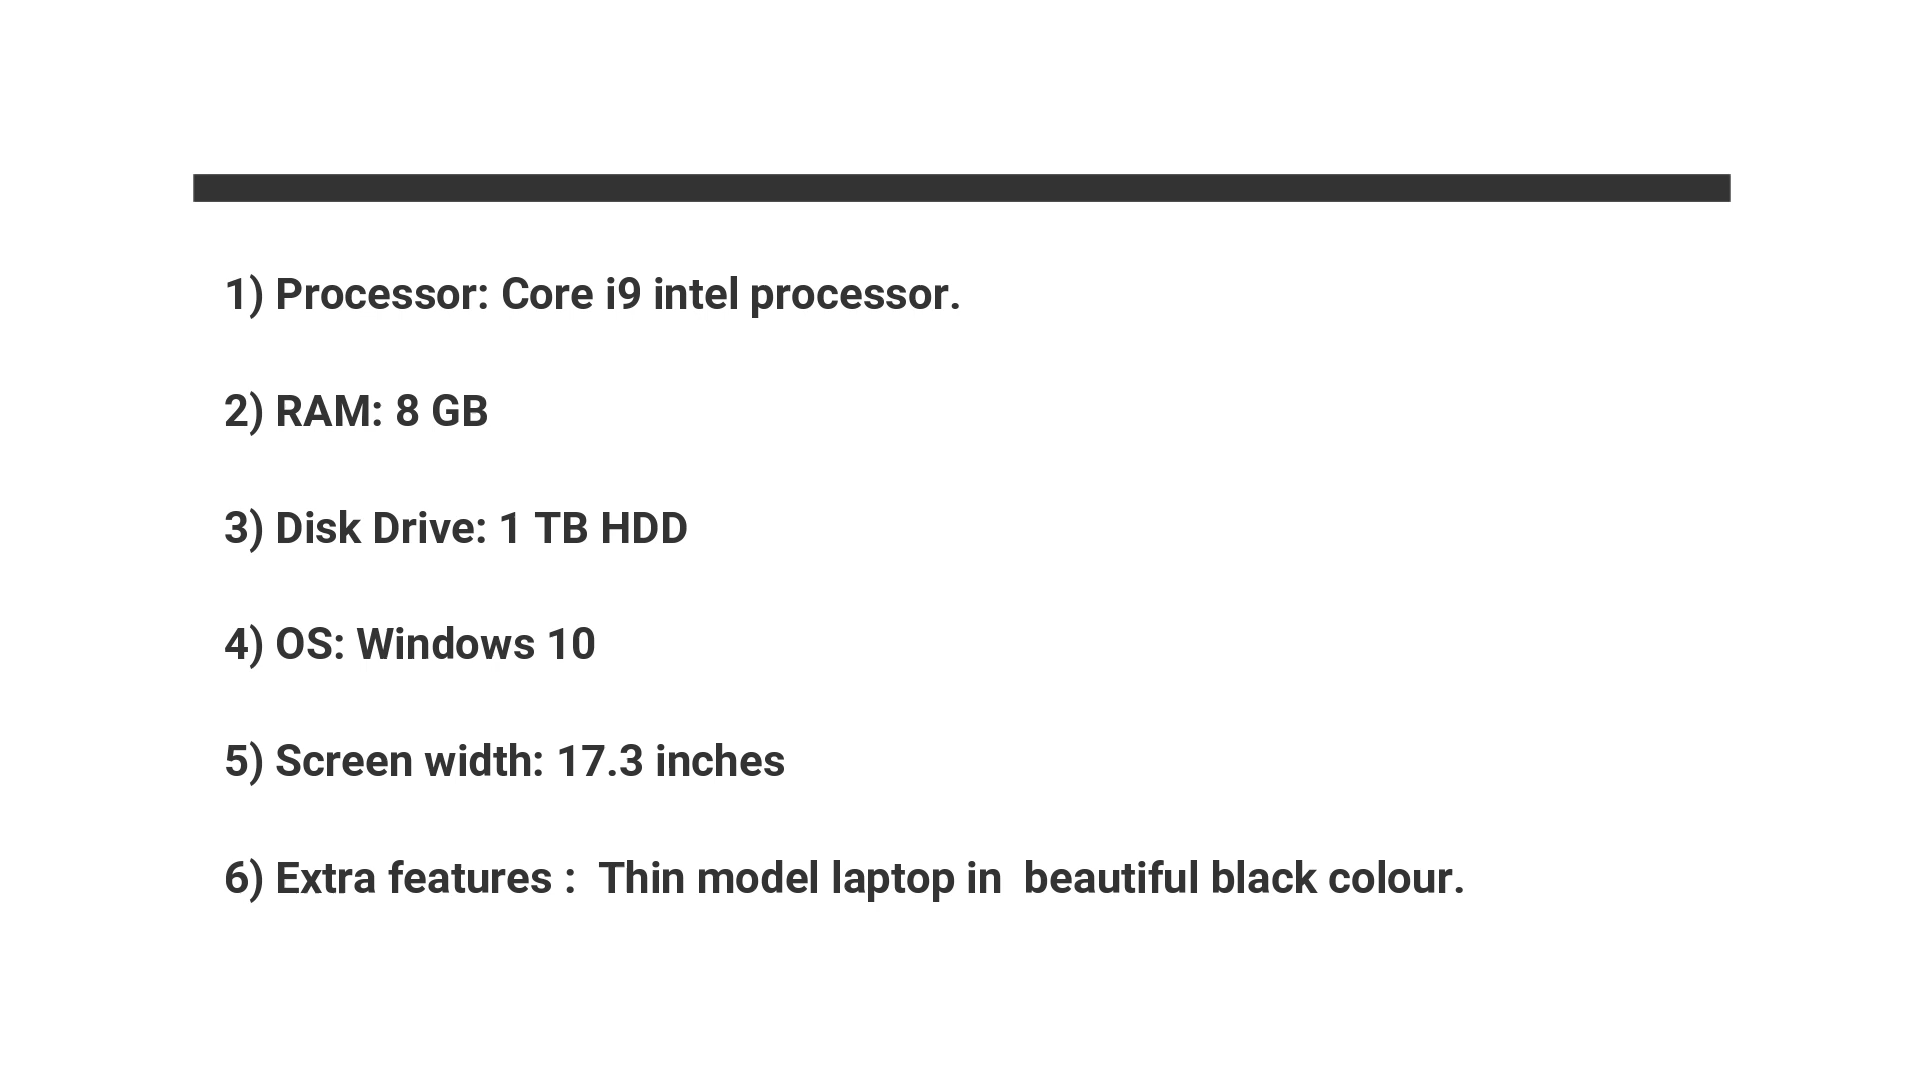 1) Processor: Core i9 intel processor.
2) RAM: 8 GB
3) Disk Drive: 1 TB HDD
4) OS: Windows 10
5) Screen width: 17.3 inches
6) Extra features :  Thin model laptop in  beautiful black colour.